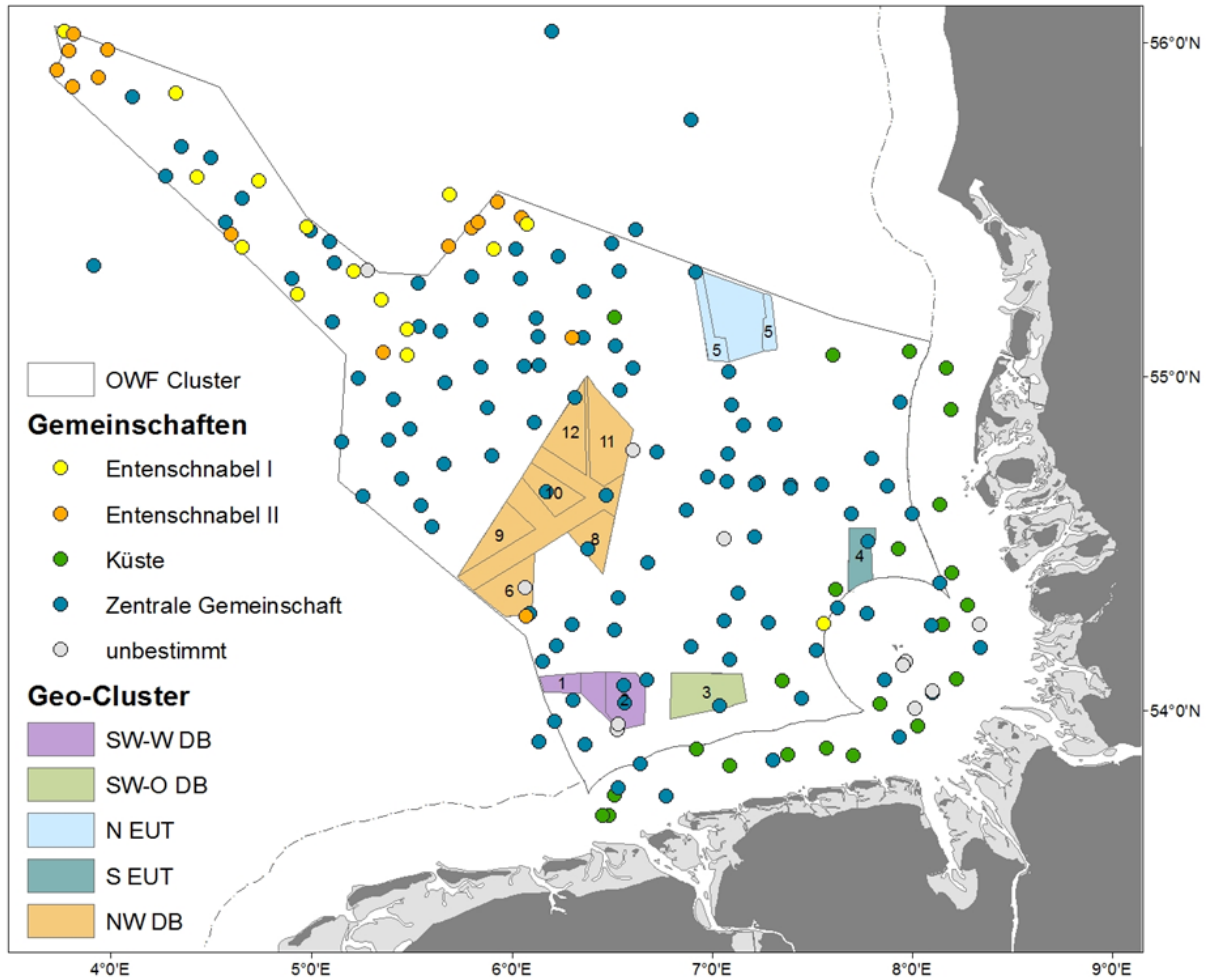 56°0'N
55°0'N
54°0'N
OWF Cluster
Gemeinschaften
Entenschnabel I
Entenschnabel II
Küste
Zentrale Gemeinschaft
unbestimmt
Geo-Cluster
SW-W DB
SW-O DB
N EUT
S EUT
NW DB
5
5
12
11
10
9
8
4
6
1
2
3
4°0'E
5°0'E
6°0'E
7°0'E
8°0'E
9°0'E